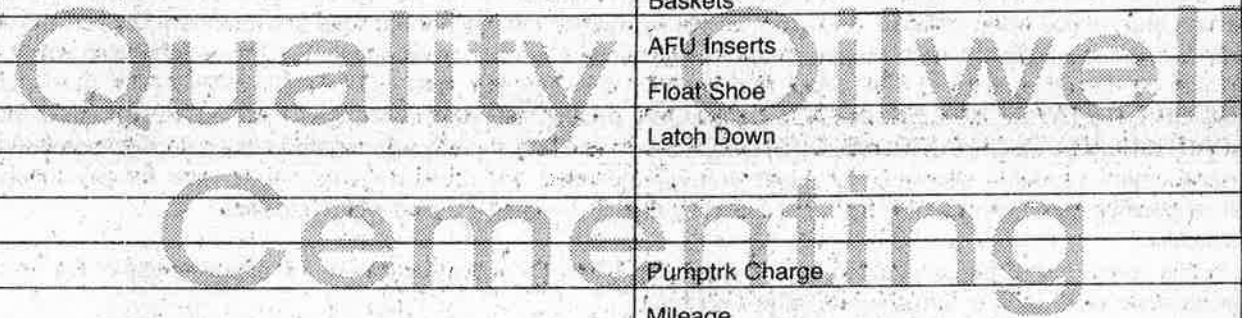 Baskets
AFU Inserts
Quality Oilwell
Float Shoe
Latch Down
Cementing
Pumptrk Charge
Mileage